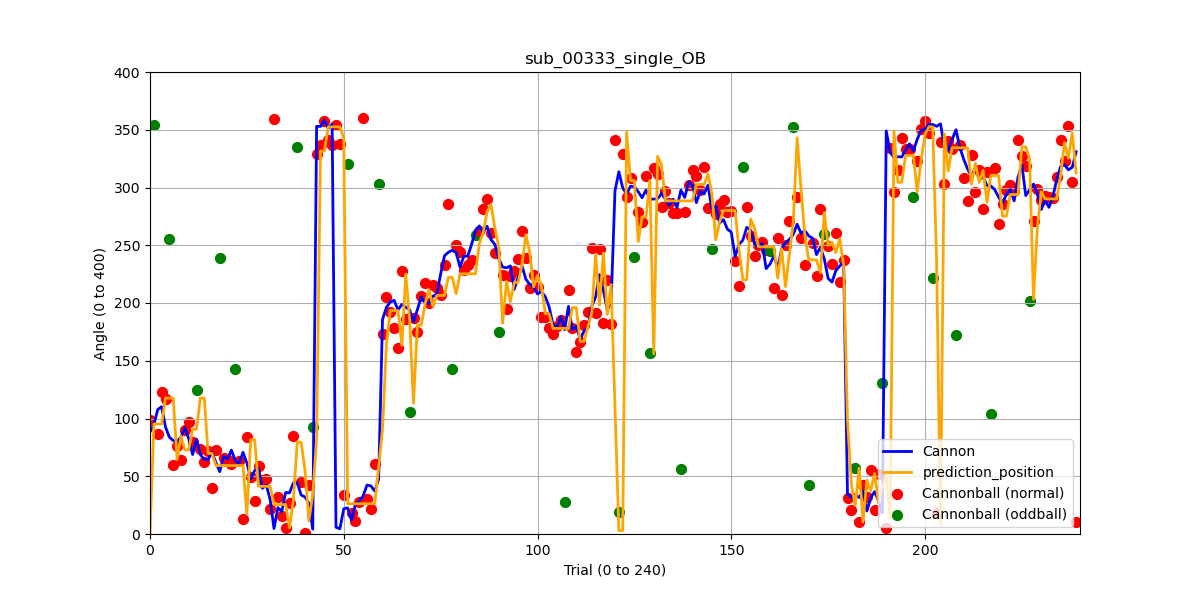 sub_00333_single_OB
400
350
300
250
200
150
100
50
0
Angle (0 to 400)
0
50
100
150
200
Trial (0 to 240)
Cannon
prediction_position
Cannonball (normal)
Cannonball (oddball)